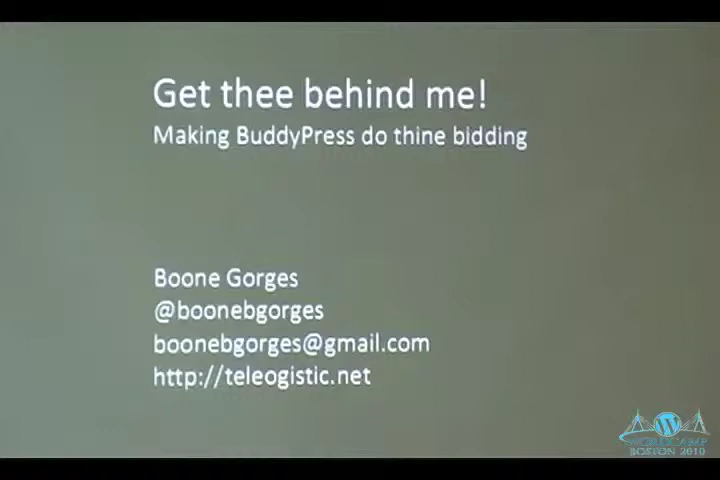 Get thee behind me!
Making BuddyPress do thine bidding
Boone Gorges
@boonebgorges
boonebgorges@gmail.com
http://teleogistic.net
WORDCAMP
BOSTON 2010